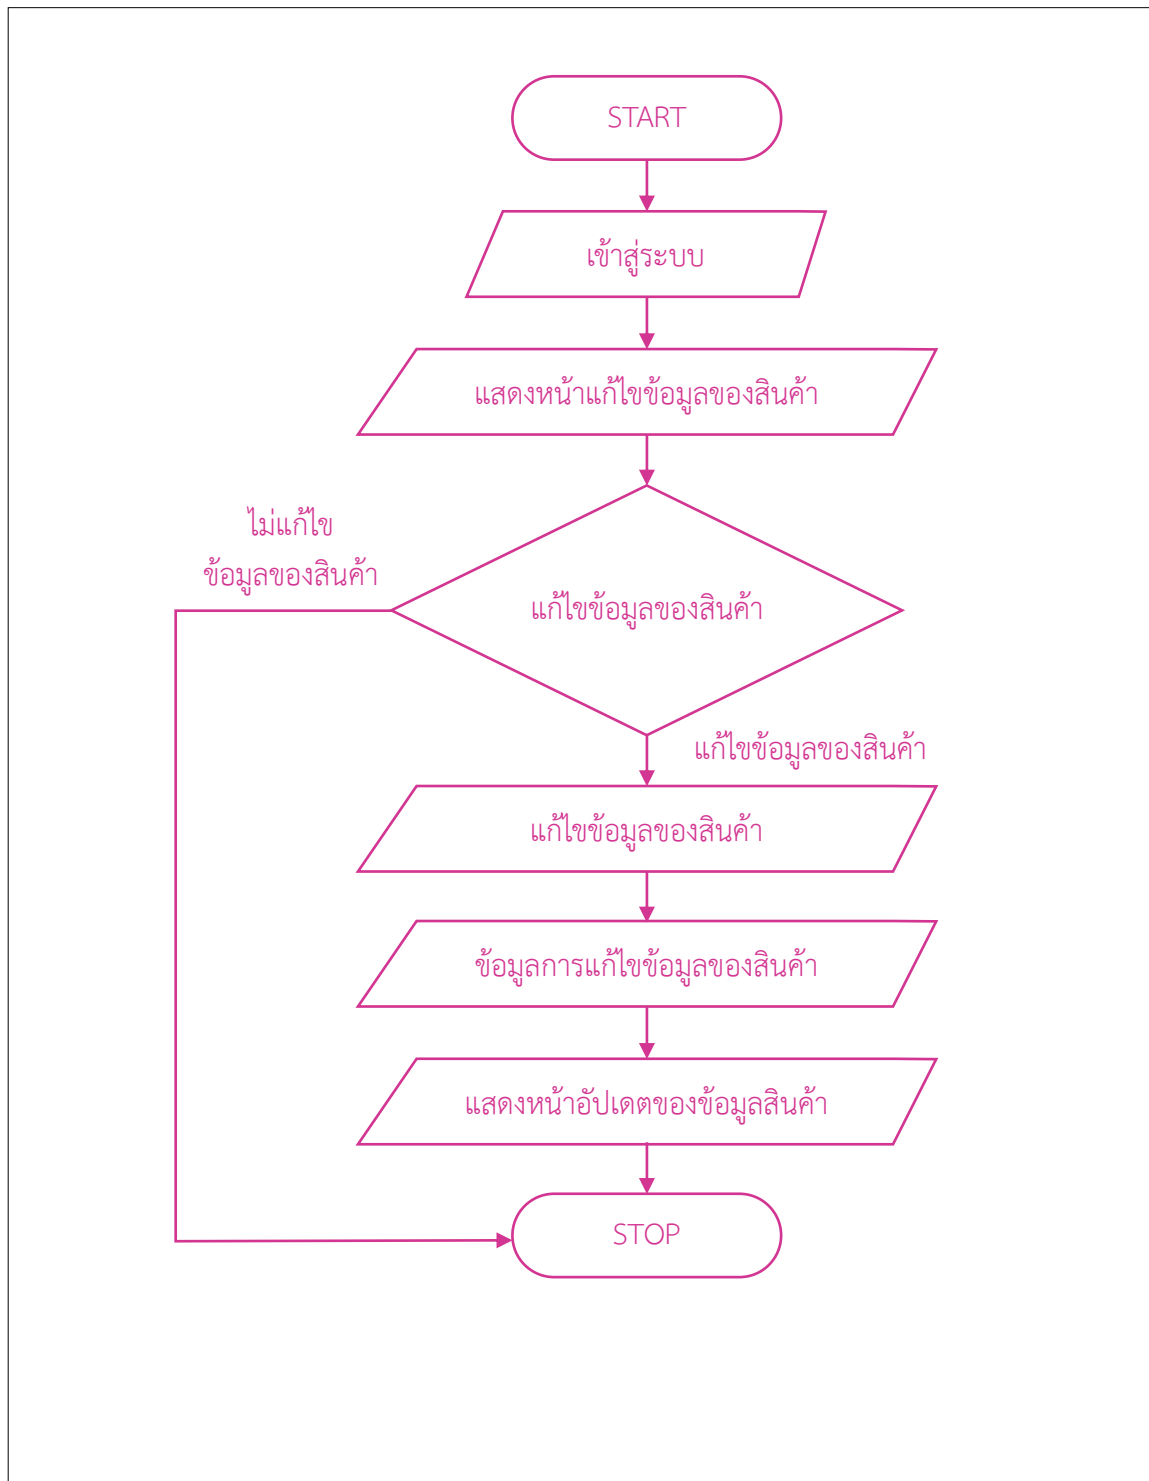 START
เข้าสู่ระบบ
แสดงหน้าแก้ไขข้อมูลของสินค้า
ไม่แก้ไข
ข้อมูลของสินค้า
แก้ไขข้อมูลของสินค้า
แก้ไขข้อมูลของสินค้า
แก้ไขข้อมูลของสินค้า
ข้อมูลการแก้ไขข้อมูลของสินค้า
แสดงหน้าอัปเดตของข้อมูลสินค้า
STOP